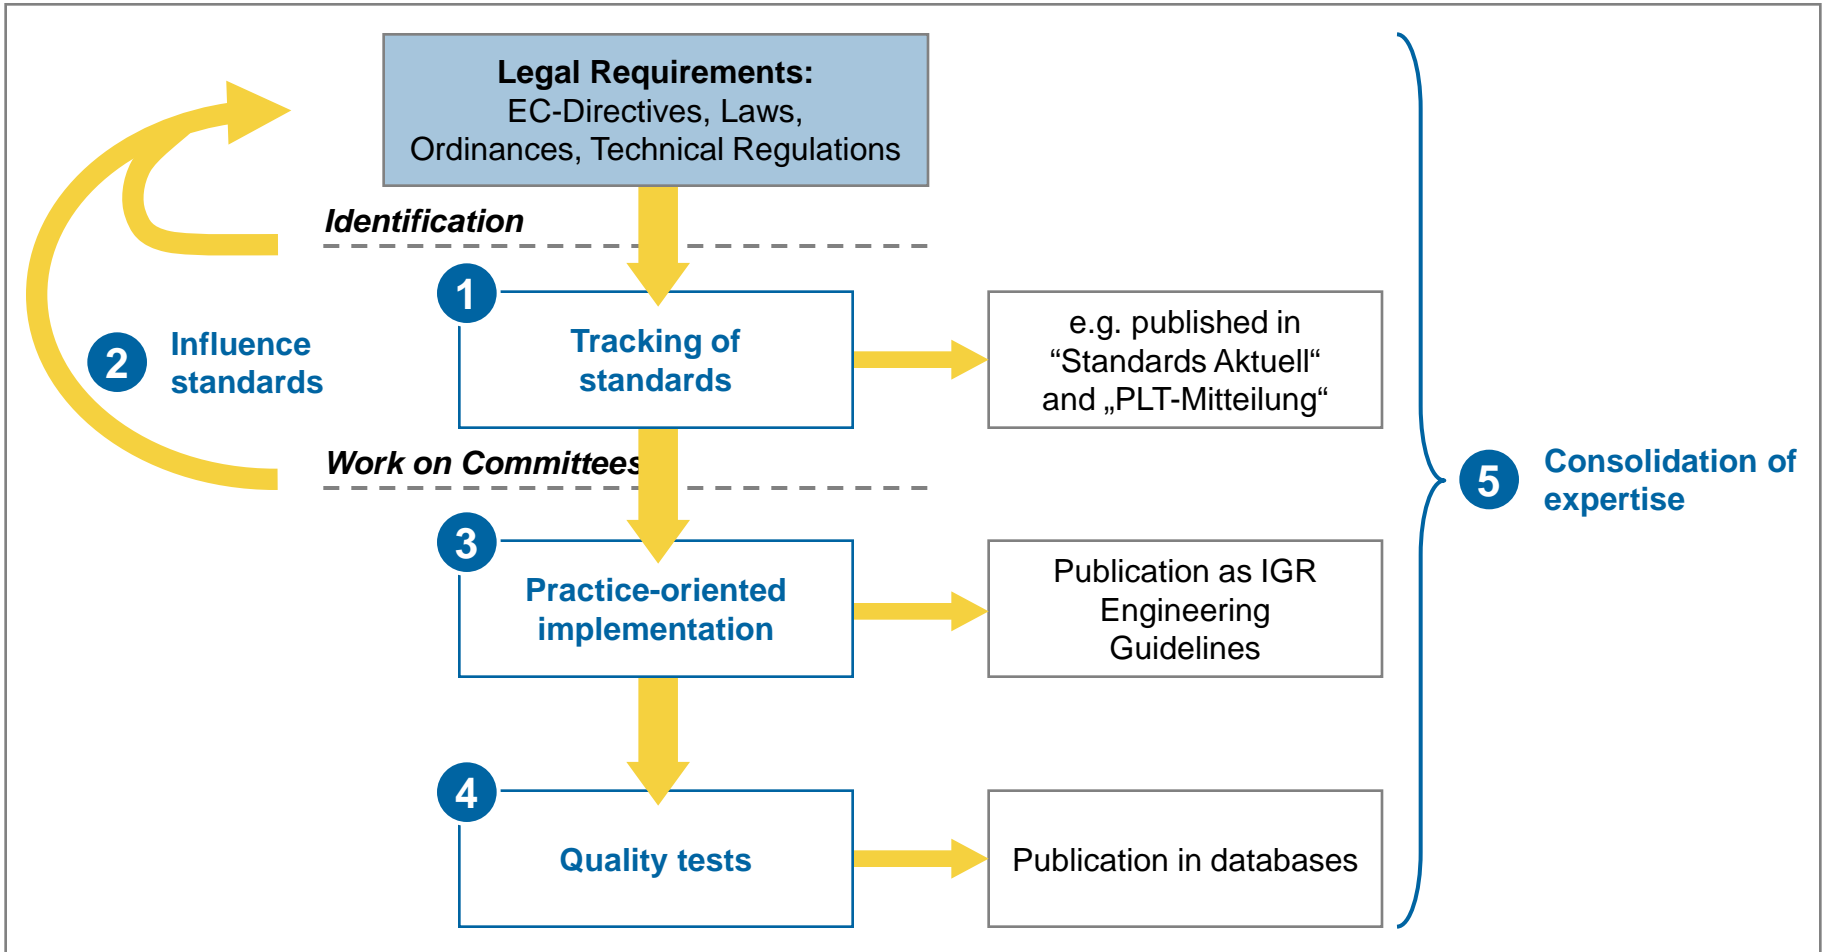 Legal Requirements:
EC-Directives, Laws,
Ordinances, Technical Regulations
Identification
1
Tracking of
standards
e.g. published in
“Standards Aktuell“
and „PLT-Mitteilung“
2
Influence
standards
Work on Committees
3
Practice-oriented
implementation
Publication as IGR
Engineering
Guidelines
4
Quality tests
Publication in databases
5
Consolidation of
expertise